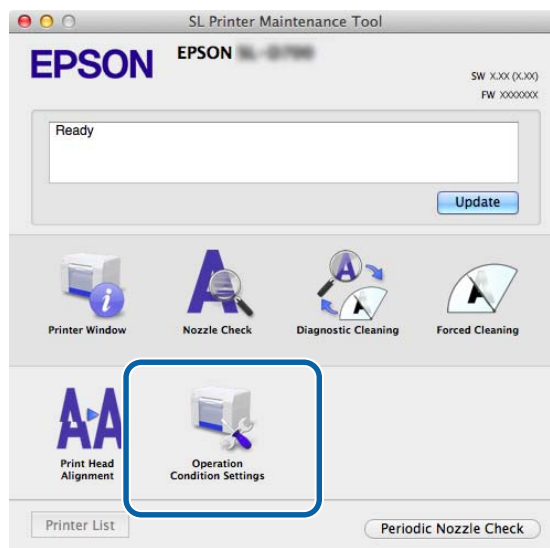 SL Printer Maintenance Tool
EPSON
EPSON
SW X.XX (X.XX)
FW XXXXXXX
Ready
Update
Printer Window
Nozzle Check
Diagnostic Cleaning
Forced Cleaning
Print Head
Alignment
Operation
Condition Settings
Printer List
Periodic Nozzle Check